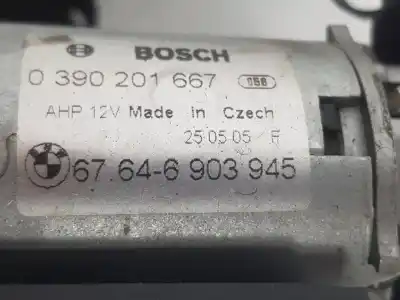 BOSCH
0 390 201 667
AHP 12V Made in Czech
25 05 05 F
67.64-6 903 945